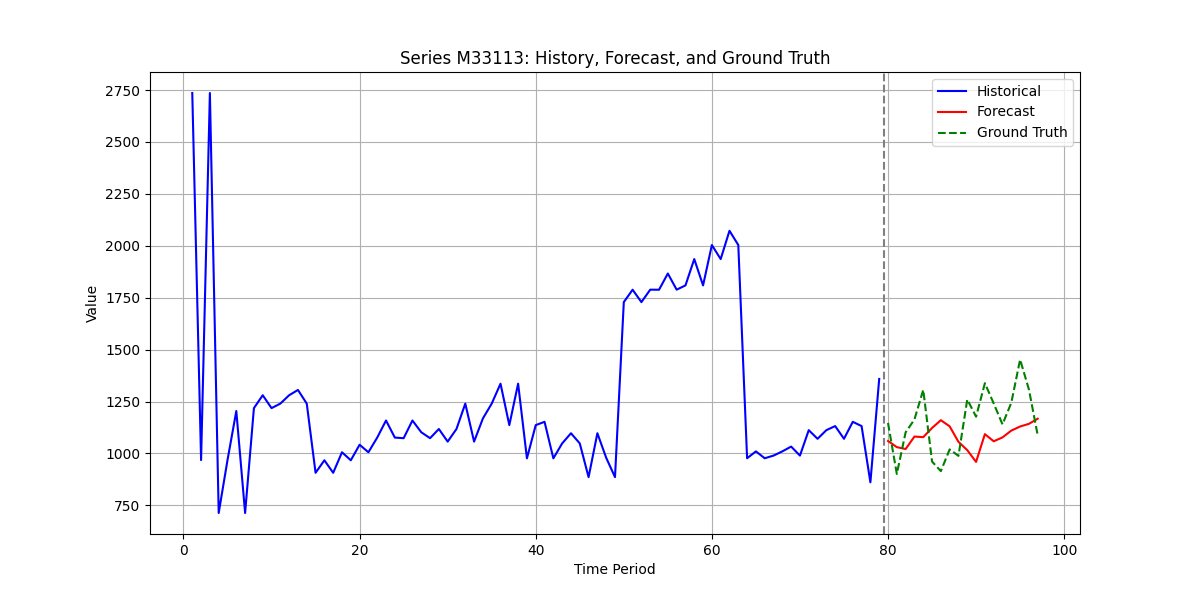 Series M33113: History, Forecast, and Ground Truth
Historical
Forecast
Ground Truth
Value
2750
2500
2250
2000
1750
1500
1250
1000
750
0 20 40 60 80 100
Time Period